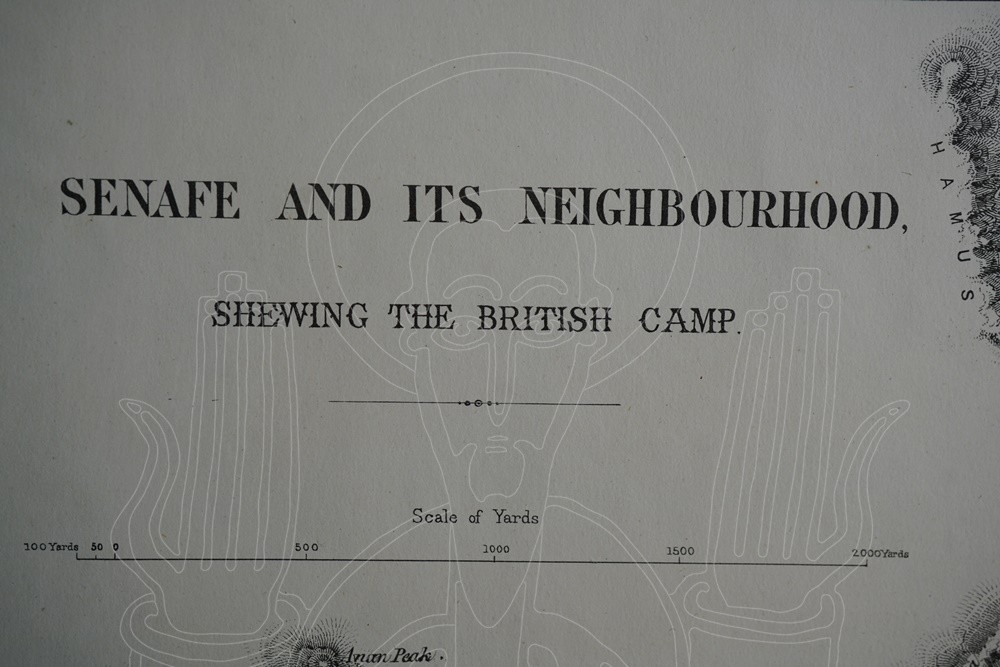 SENAFE AND ITS NEIGHBOURHOOD,
SHEWING THE BRITISH CAMP.
HAMUS
Scale of Yards
100 Yards 50 0 500 1000 1500 2000 Yards
Peak.